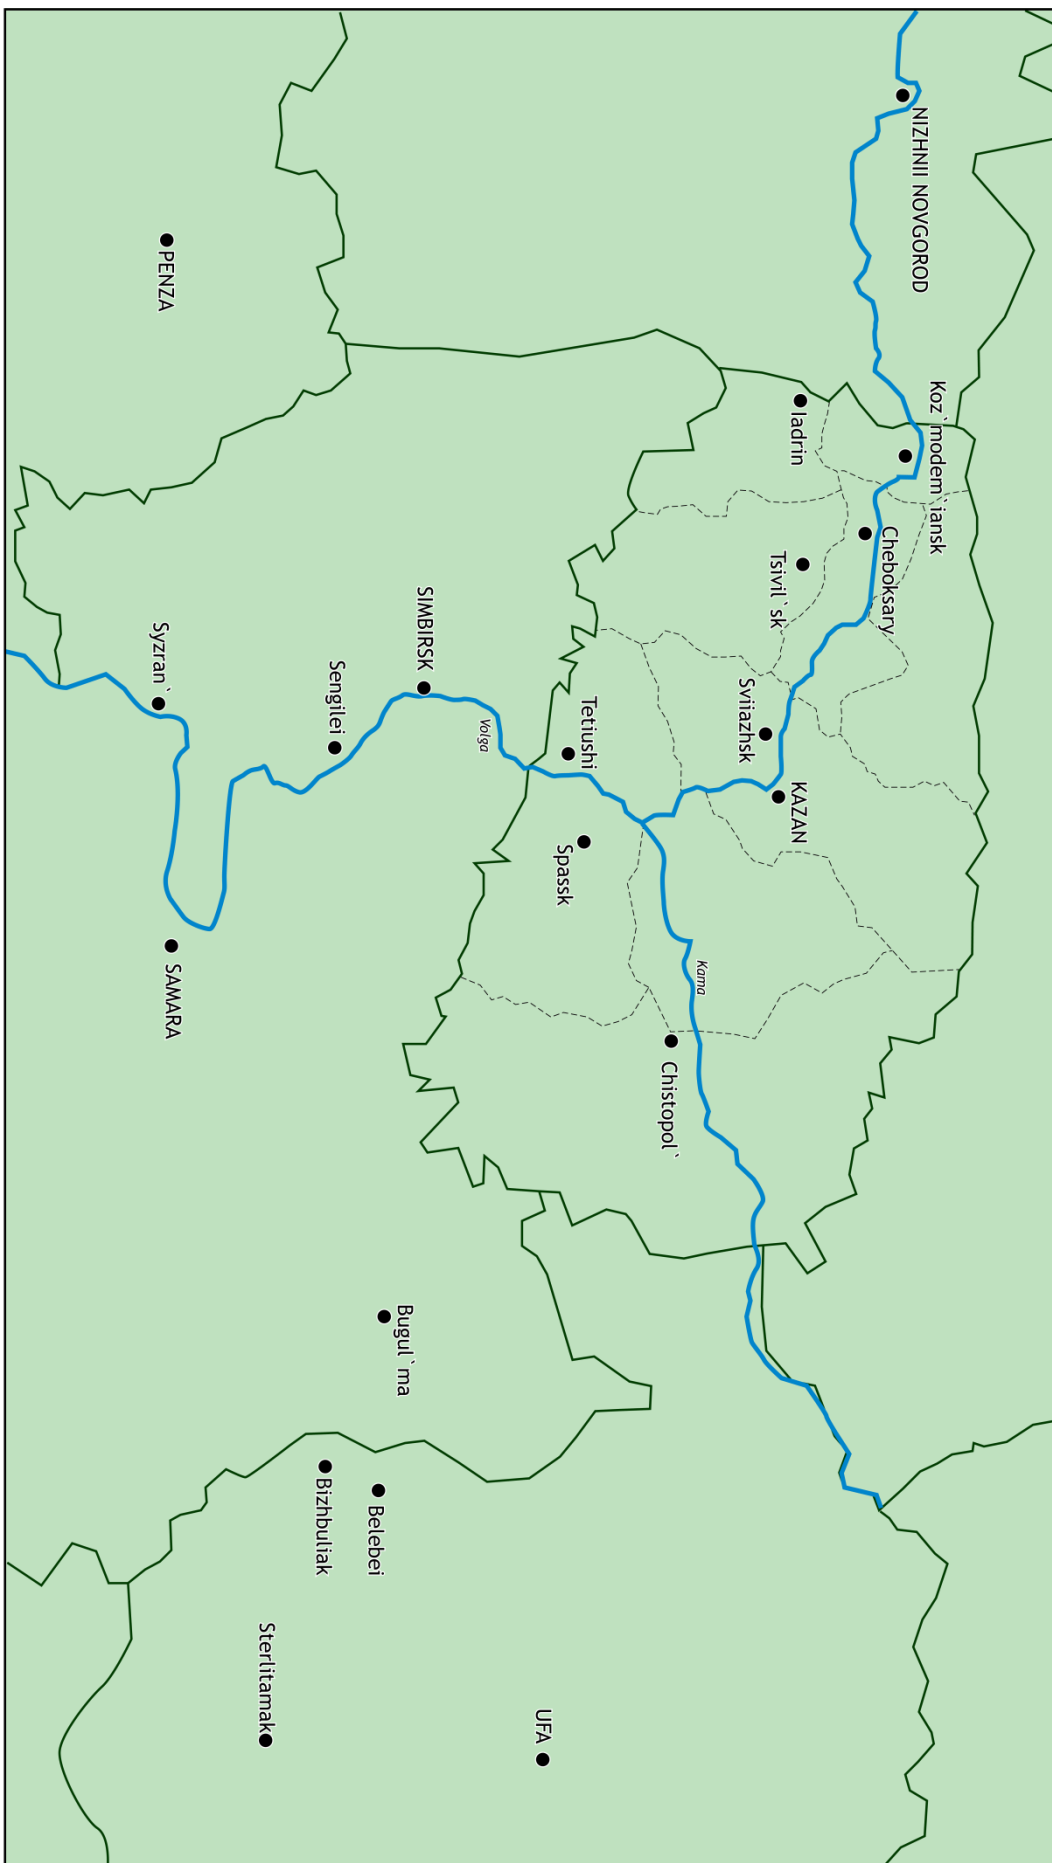 NIZHNII NOVGOROD
Koz`modem`iansk
Iadrin
Cheboksary
Tsivil`sk
Sviiazhsk
KAZAN
Tetiushi
Spassk
Kama
Chistopol`
Volga
SIMBIRSK
Sengilei
PENZA
Syzran`
SAMARA
Bugul`ma
Belebei
Bizhbuliak
Sterlitamak
UFA